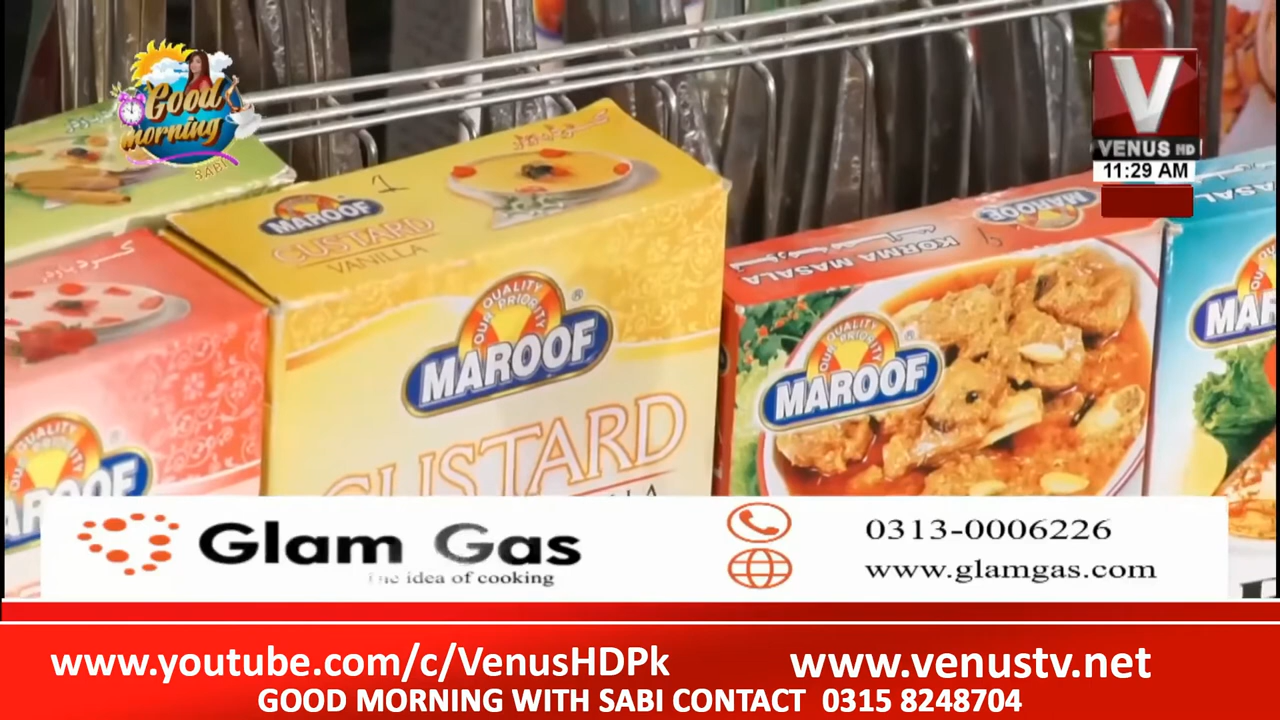 Good
morning
SABI
V
VENUS HD
11:29 AM
MAROOF
CUSTARD
VANILLA
1
KORMA MASALA
MAROOF
OUR QUALITY PRIORITY
MAROOF
CUSTARD
OUR QUALITY PRIORITY
MAROOF
Glam Gas
The idea of cooking
0313-0006226
www.glamgas.com
www.youtube.com/c/VenusHDPk
www.venustv.net
GOOD MORNING WITH SABI CONTACT 0315 8248704